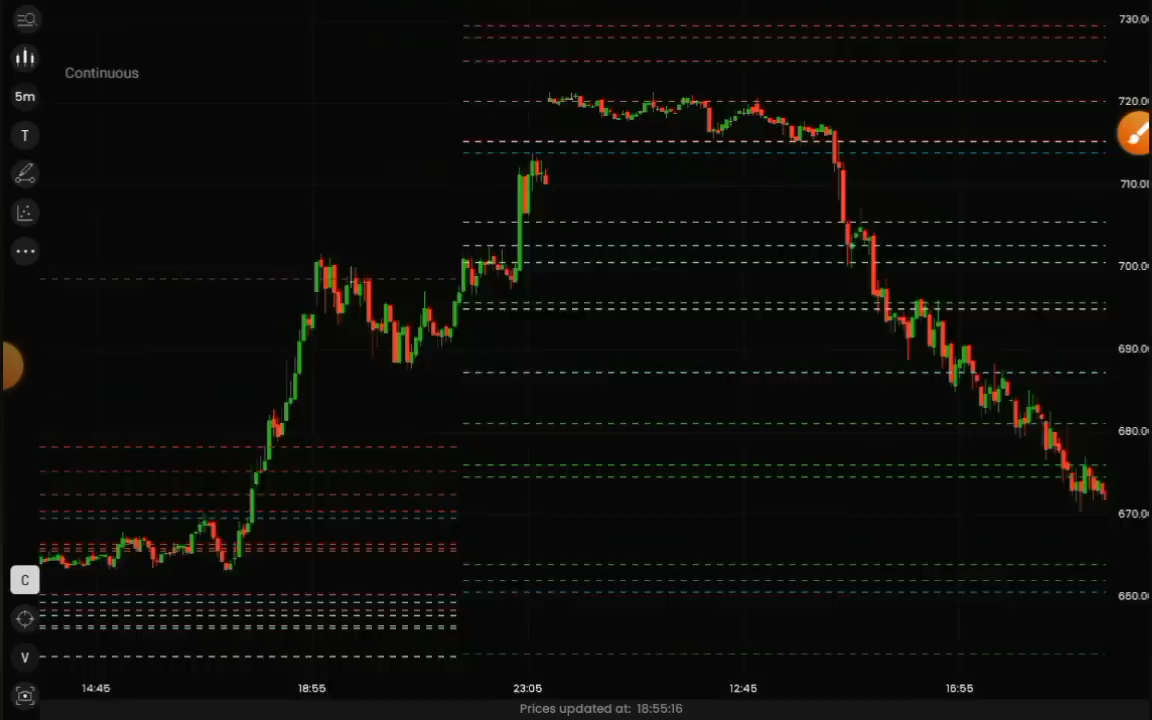 Continuous
5m
T
C
V
730.0
720.0
710.0
700.0
690.0
680.0
670.0
660.0
14:45
18:55
23:05
12:45
16:55
Prices updated at: 18:55:16